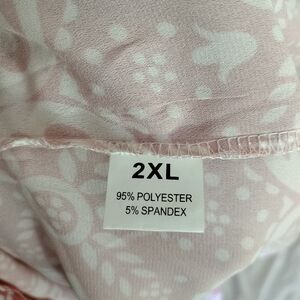 2XL
95% POLYESTER
5% SPANDEX